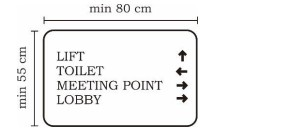 min 80 cm
min 55 cm
LIFT ↑
TOILET ←
MEETING POINT →
LOBBY →